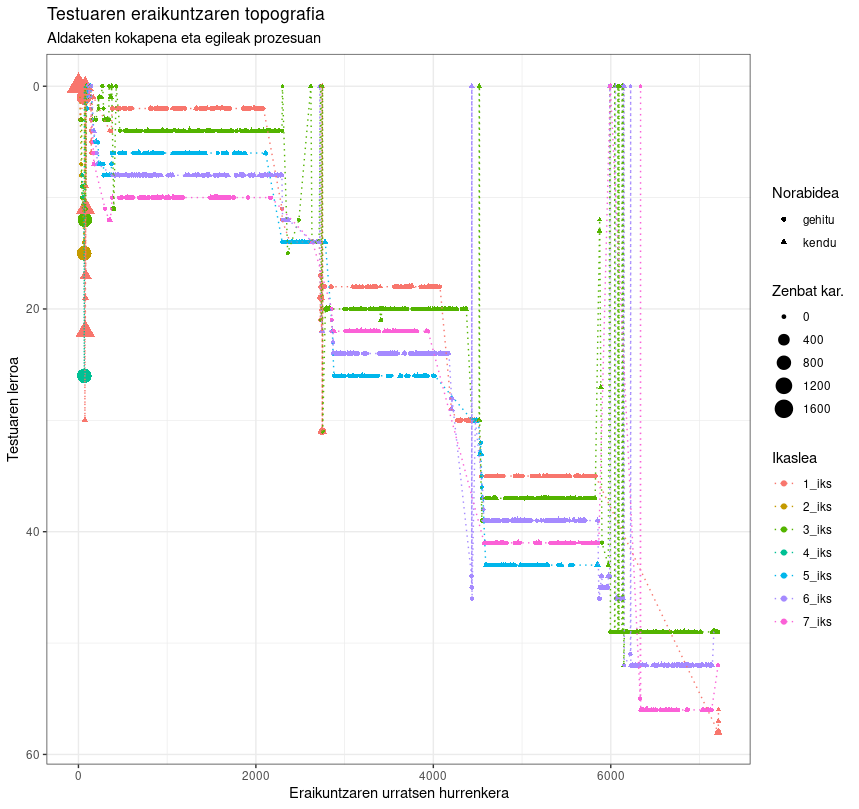 Testuaren eraikuntzaren topografia
Aldaketen kokapena eta egileak prozesuan
Testuaren lerroa
0
20
40
60
0
2000
4000
6000
Eraikuntzaren urratsen hurrenkera
Norabidea
gehitu
kendu
Zenbat kar.
0
400
800
1200
1600
Ikaslea
1_iks
2_iks
3_iks
4_iks
5_iks
6_iks
7_iks